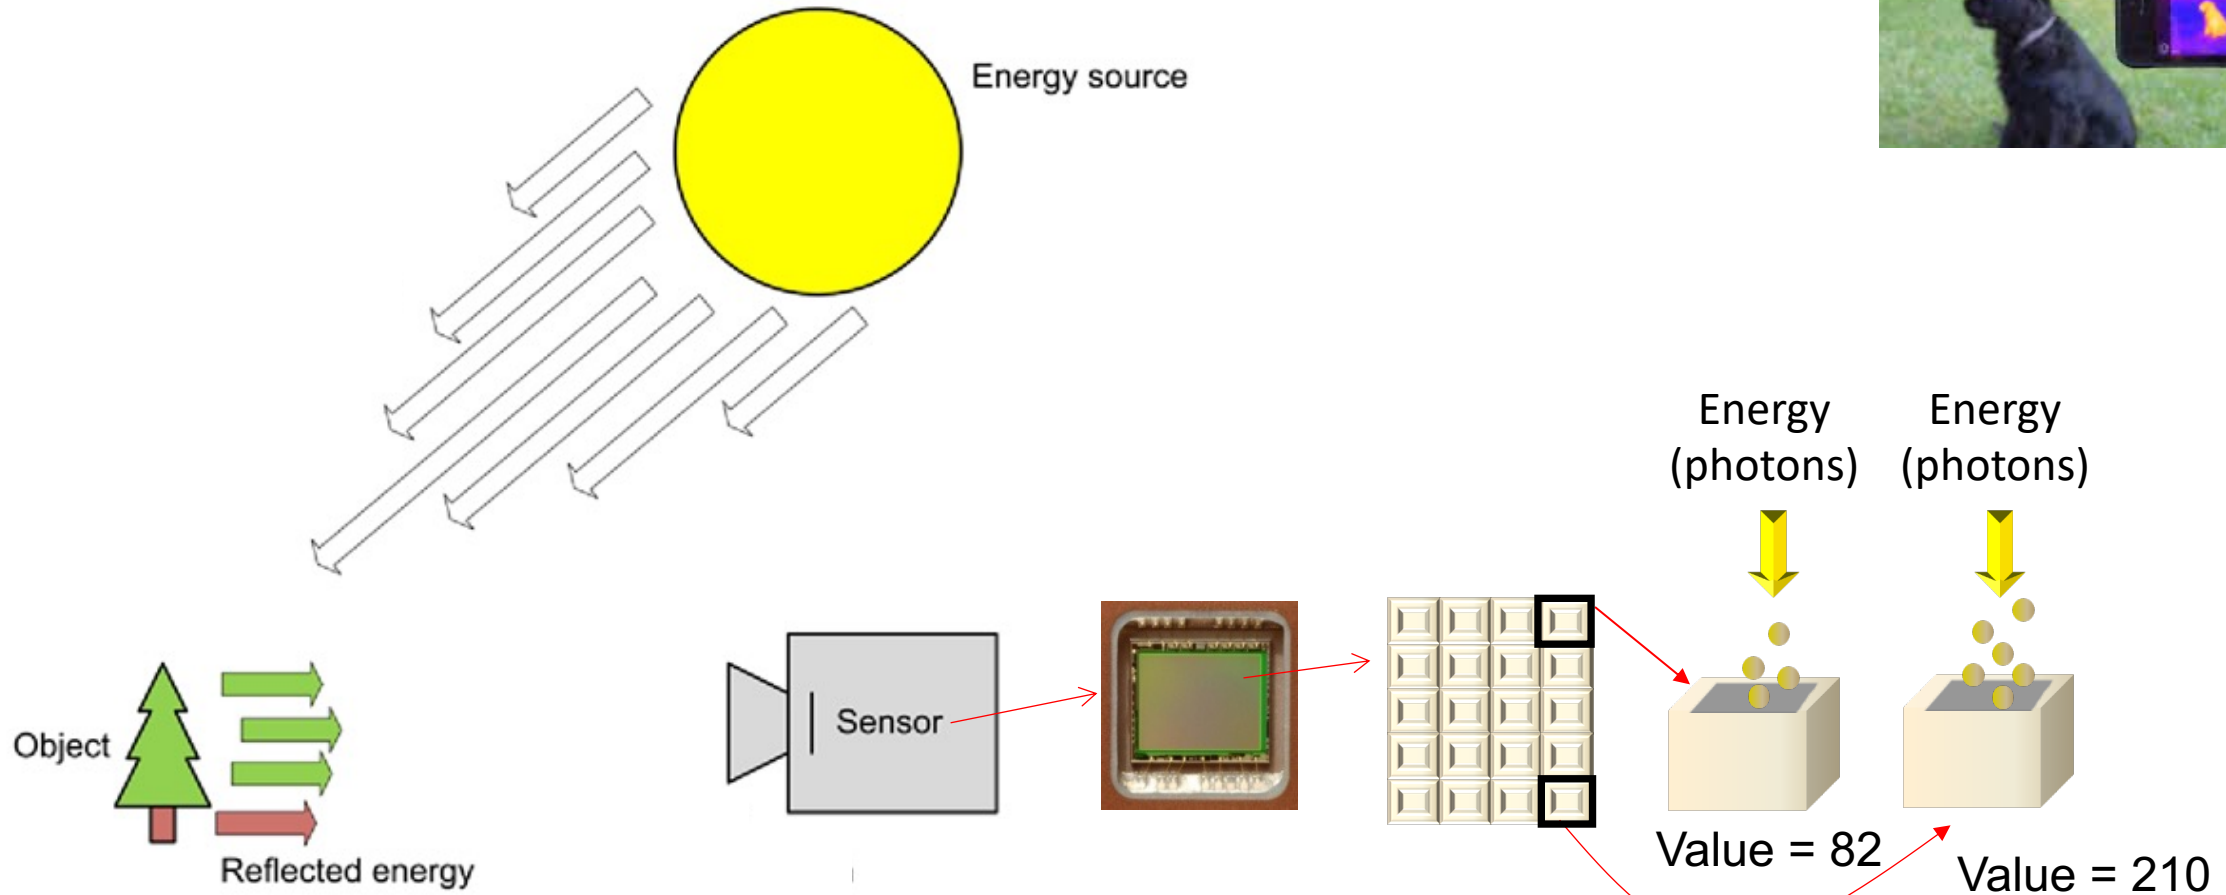 Energy source
Energy
(photons)
Energy
(photons)
Object
Sensor
Reflected energy
Value = 82
Value = 210